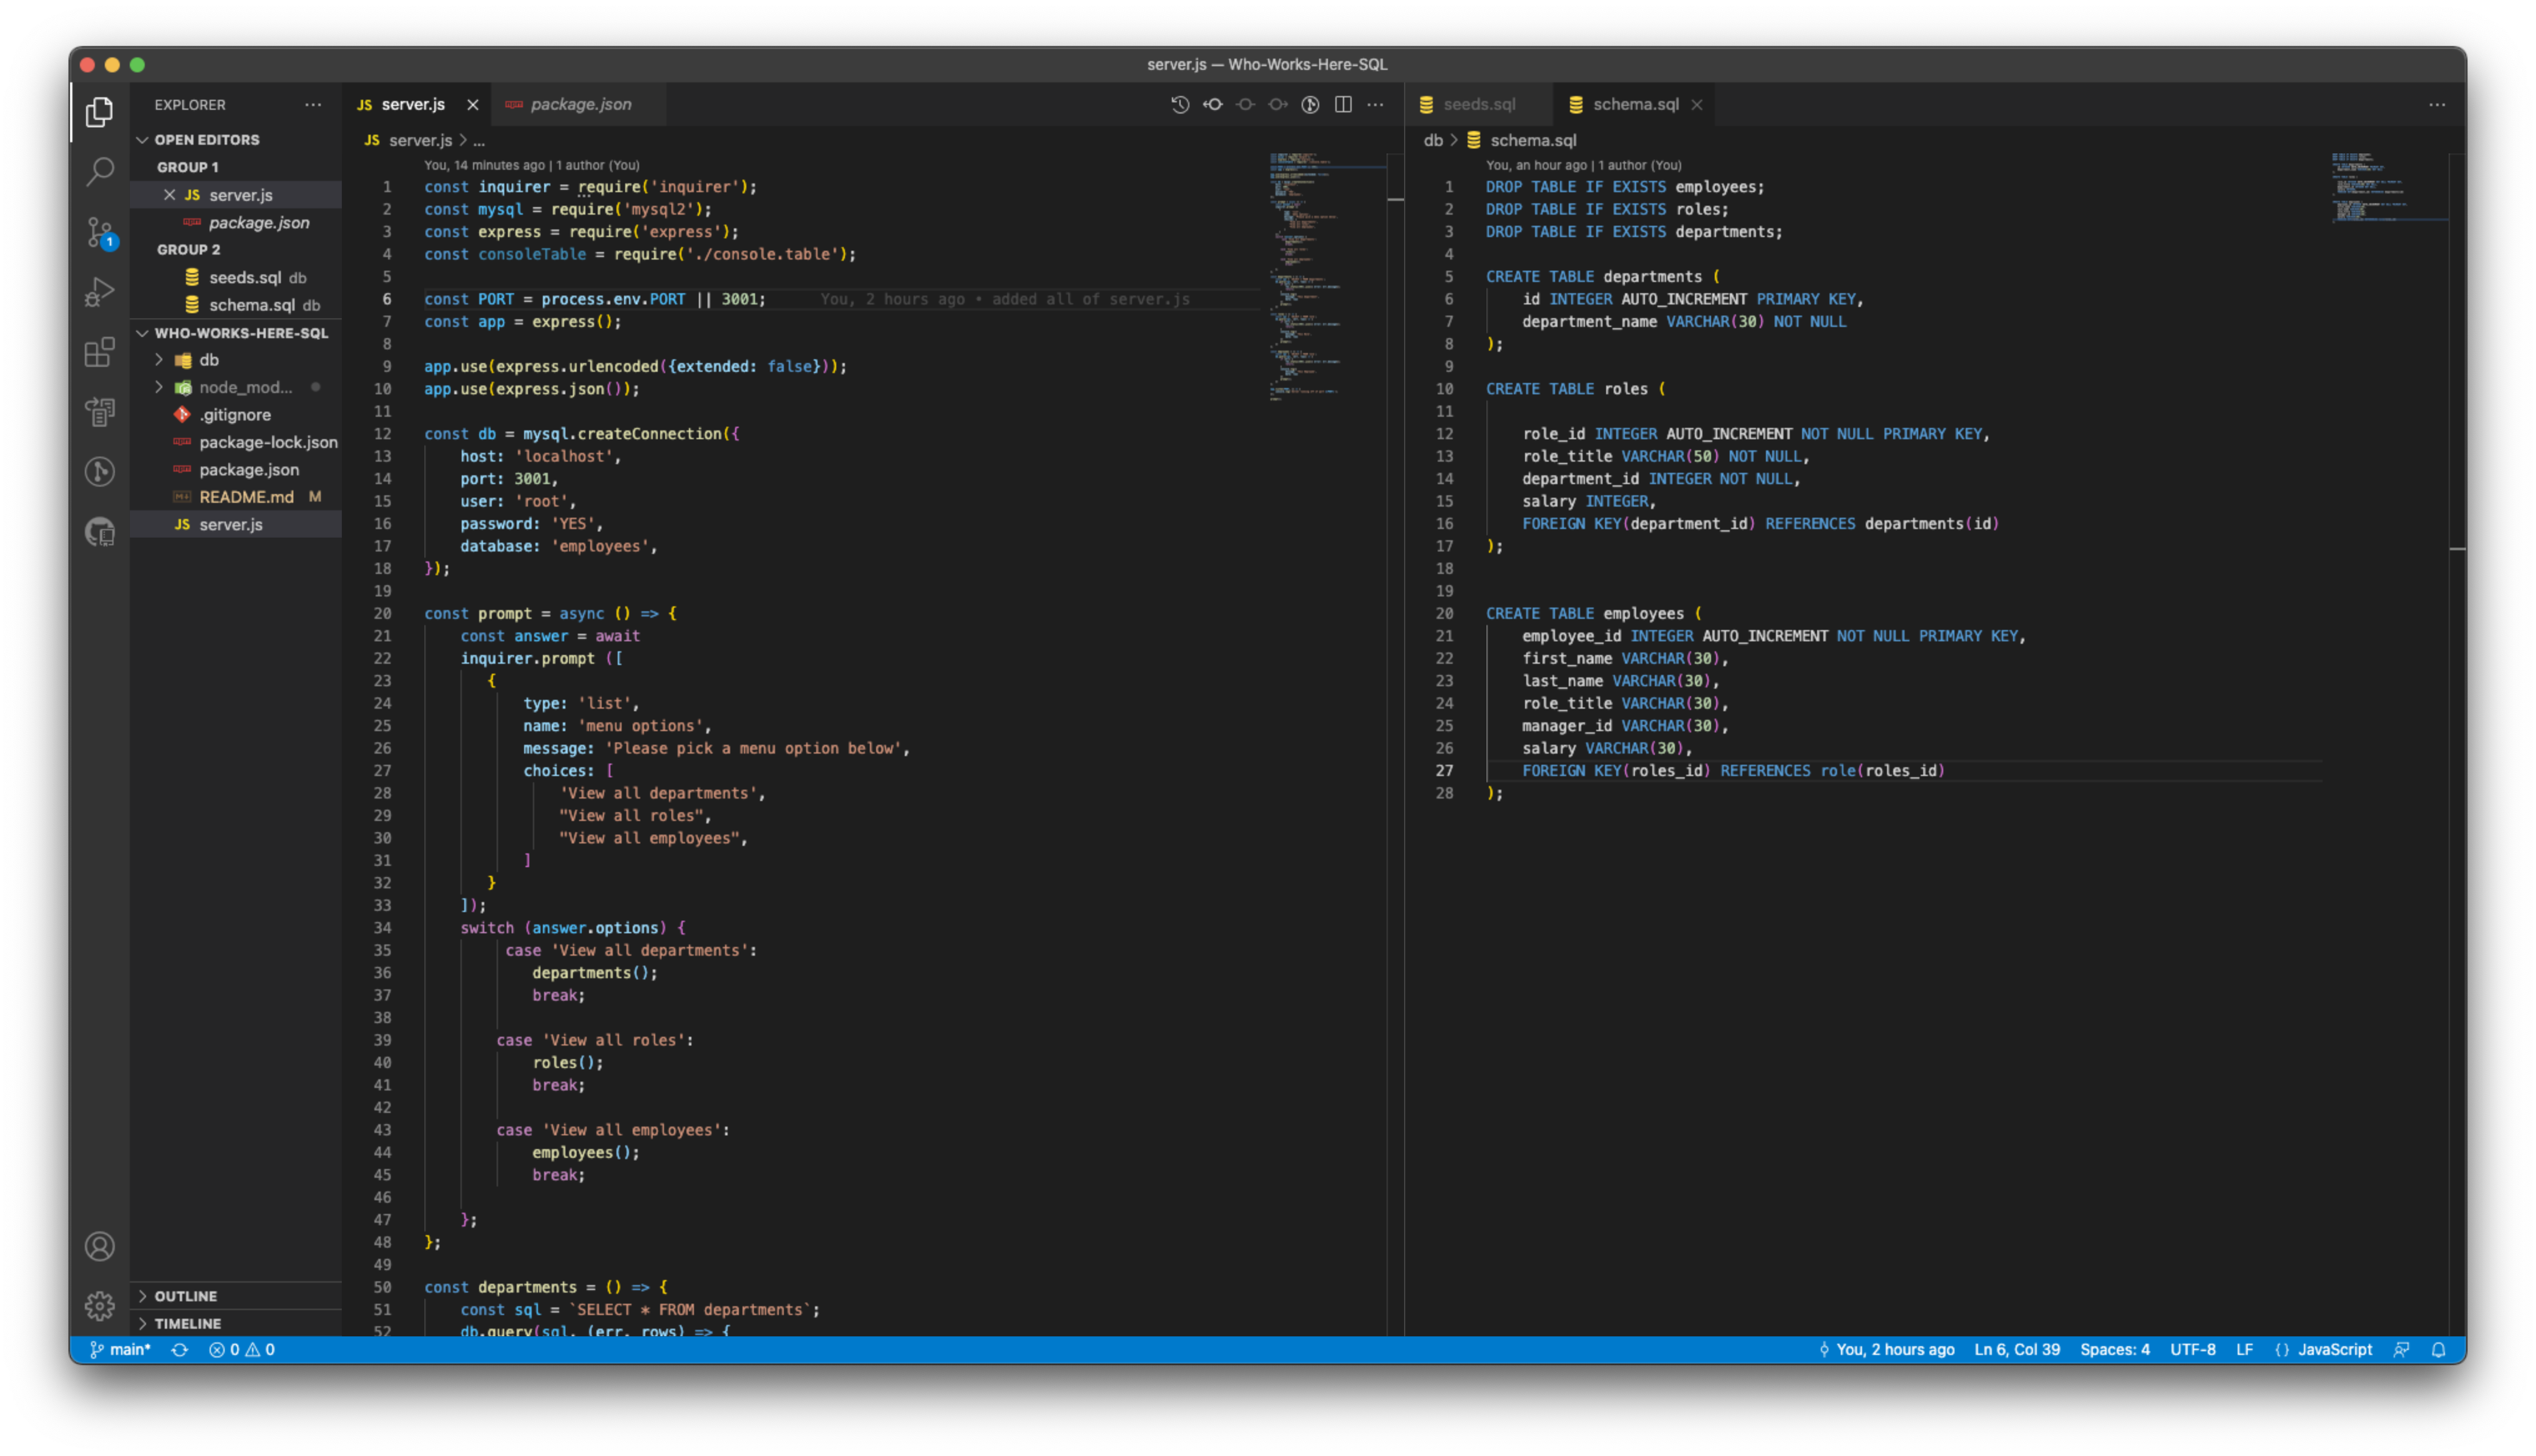 server.js — Who-Works-Here-SQL
EXPLORER
OPEN EDITORS
GROUP 1
JS server.js
package.json
GROUP 2
seeds.sql db
schema.sql db
WHO-WORKS-HERE-SQL
db
node_mod...
.gitignore
package-lock.json
package.json
README.md M
JS server.js
OUTLINE
TIMELINE
JS server.js
package.json
JS server.js > ...
You, 14 minutes ago | 1 author (You)
1 const inquirer = require('inquirer');
2 const mysql = require('mysql2');
3 const express = require('express');
4 const consoleTable = require('./console.table');
5
6 const PORT = process.env.PORT || 3001; You, 2 hours ago • added all of server.js
7 const app = express();
8
9 app.use(express.urlencoded({extended: false}));
10 app.use(express.json());
11
12 const db = mysql.createConnection({
13 host: 'localhost',
14 port: 3001,
15 user: 'root',
16 password: 'YES',
17 database: 'employees',
18 });
19
20 const prompt = async () => {
21 const answer = await
22 inquirer.prompt ([
23 {
24 type: 'list',
25 name: 'menu options',
26 message: 'Please pick a menu option below',
27 choices: [
28 'View all departments',
29 "View all roles",
30 "View all employees",
31 ]
32 }
33 ]);
34 switch (answer.options) {
35 case 'View all departments':
36 departments();
37 break;
38
39 case 'View all roles':
40 roles();
41 break;
42
43 case 'View all employees':
44 employees();
45 break;
46
47 };
48 };
49
50 const departments = () => {
51 const sql = `SELECT * FROM departments`;
52 db.query(sql, (err, rows) => {
seeds.sql
schema.sql
db > schema.sql
You, an hour ago | 1 author (You)
1 DROP TABLE IF EXISTS employees;
2 DROP TABLE IF EXISTS roles;
3 DROP TABLE IF EXISTS departments;
4
5 CREATE TABLE departments (
6 id INTEGER AUTO_INCREMENT PRIMARY KEY,
7 department_name VARCHAR(30) NOT NULL
8 );
9
10 CREATE TABLE roles (
11
12 role_id INTEGER AUTO_INCREMENT NOT NULL PRIMARY KEY,
13 role_title VARCHAR(50) NOT NULL,
14 department_id INTEGER NOT NULL,
15 salary INTEGER,
16 FOREIGN KEY(department_id) REFERENCES departments(id)
17 );
18
19
20 CREATE TABLE employees (
21 employee_id INTEGER AUTO_INCREMENT NOT NULL PRIMARY KEY,
22 first_name VARCHAR(30),
23 last_name VARCHAR(30),
24 role_title VARCHAR(30),
25 manager_id VARCHAR(30),
26 salary VARCHAR(30),
27 FOREIGN KEY(roles_id) REFERENCES role(roles_id)
28 );
1
main* 0 0
You, 2 hours ago Ln 6, Col 39 Spaces: 4 UTF-8 LF {} JavaScript